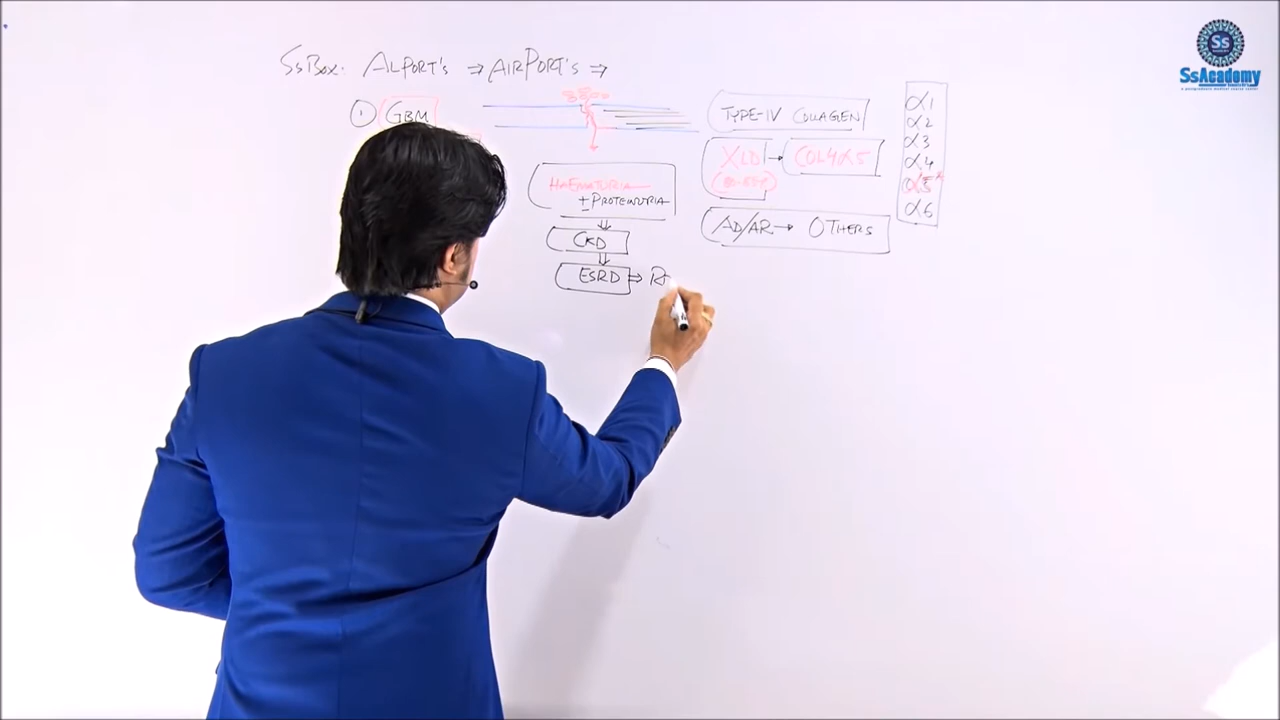 SsBox: ALPORT'S ⇒ AIRPORT'S ⇒
① GBM
TYPE-IV COLLAGEN
XLD → COL4α5
HAEMATURIA
± PROTEINURIA
AD/AR → OTHERS
CKD
ESRD ⇒
α1
α2
α3
α4
α5
α6
Ss
SsAcademy